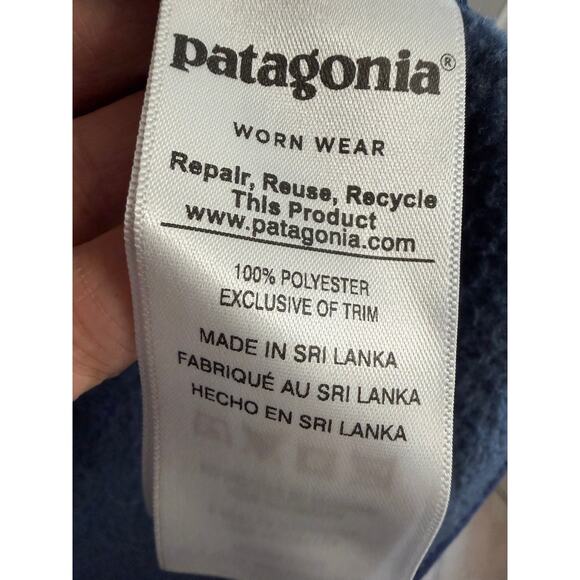 patagonia®
WORN WEAR
Repair, Reuse, Recycle
This Product
www.patagonia.com
100% POLYESTER
EXCLUSIVE OF TRIM
MADE IN SRI LANKA
FABRIQUÉ AU SRI LANKA
HECHO EN SRI LANKA